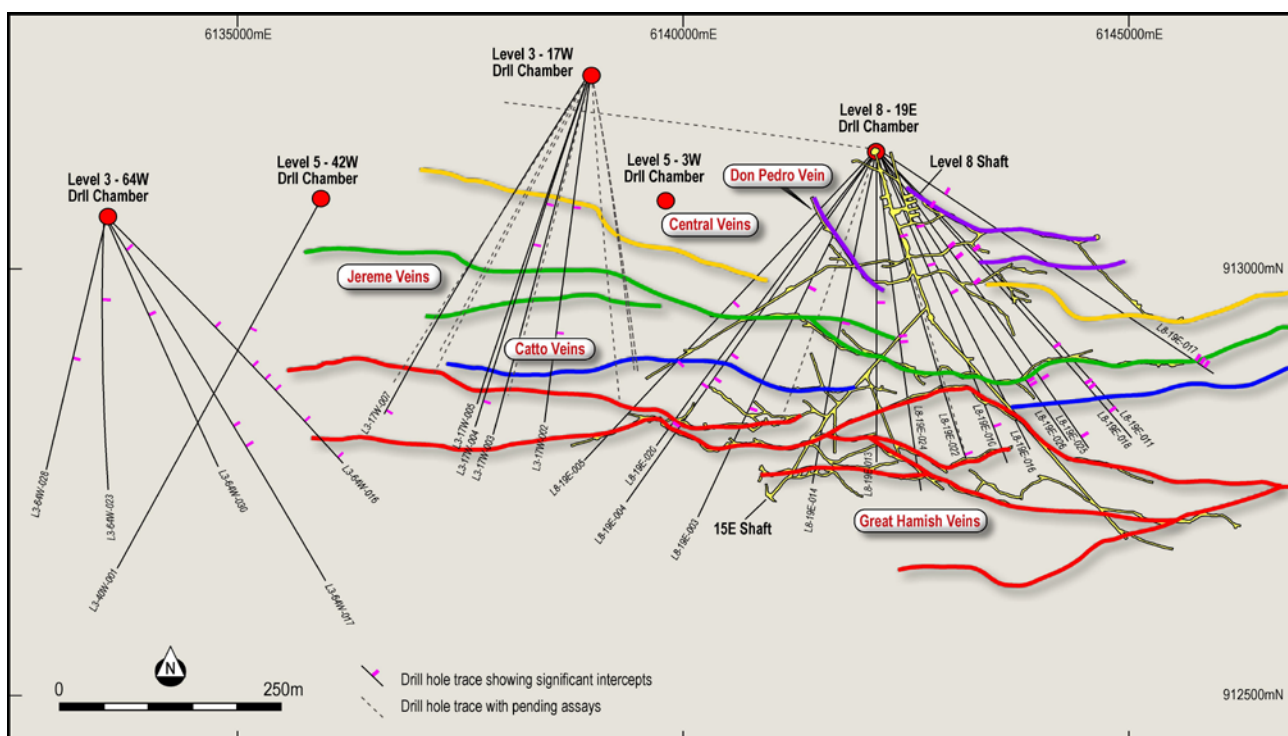 6135000mE
6140000mE
6145000mE
Level 3 - 17W
Drll Chamber
Level 8 - 19E
Drll Chamber
Level 5 - 42W
Drll Chamber
Level 5 - 3W
Drll Chamber
Level 8 Shaft
Level 3 - 64W
Drll Chamber
Don Pedro Vein
Central Veins
Jereme Veins
913000mN
L8-19E-017
Catto Veins
L3-17W-007
L3-17W-005
L3-17W-004
L3-17W-003
L3-17W-002
L8-19E-005
L8-19E-026
L8-19E-004
L8-19E-003
L8-19E-014
L8-19E-024
L8-19E-022
L8-19E-016
L8-19E-025
L8-19E-018
L8-19E-011
L3-64W-028
L3-64W-023
L3-64W-030
L3-64W-016
L3-40W-001
L3-64W-017
15E Shaft
Great Hamish Veins
N
0
250m
Drill hole trace showing significant intercepts
Drill hole trace with pending assays
912500mN